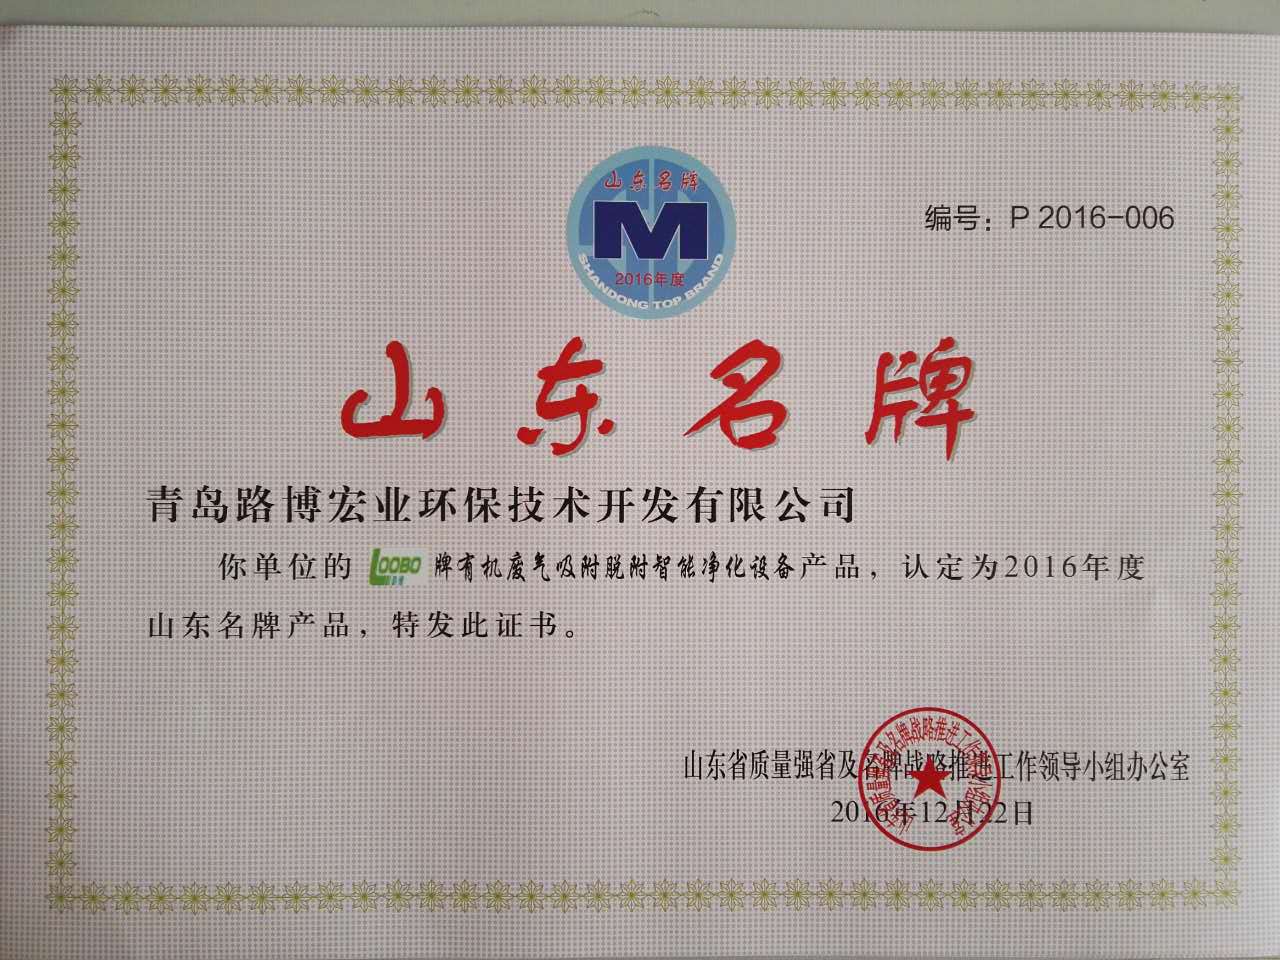 山东名牌
M
2016年度
SHANDONG TOP BRAND
编号：P 2016-006
山东名牌
青岛路博宏业环保技术开发有限公司
你单位的 LOOBO 牌有机废气吸附脱附智能净化设备产品，认定为2016年度
山东名牌产品，特发此证书。
山东省质量强省及名牌战略推进工作领导小组办公室
2016年12月22日